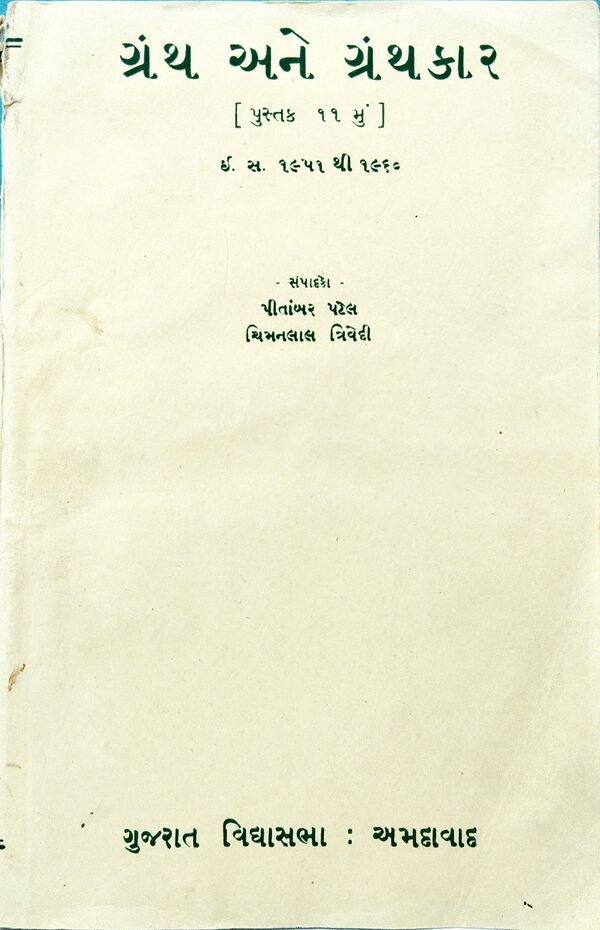 ગ્રંથ અને ગ્રંથકાર
[ પુસ્તક ૧૧ મું ]
ઇ. સ. ૧૯૫૧ થી ૧૯૬૦
- સંપાદકો -
પીતાંબર પટેલ
ચિમનલાલ ત્રિવેદી
ગુજરાત વિદ્યાસભા : અમદાવાદ